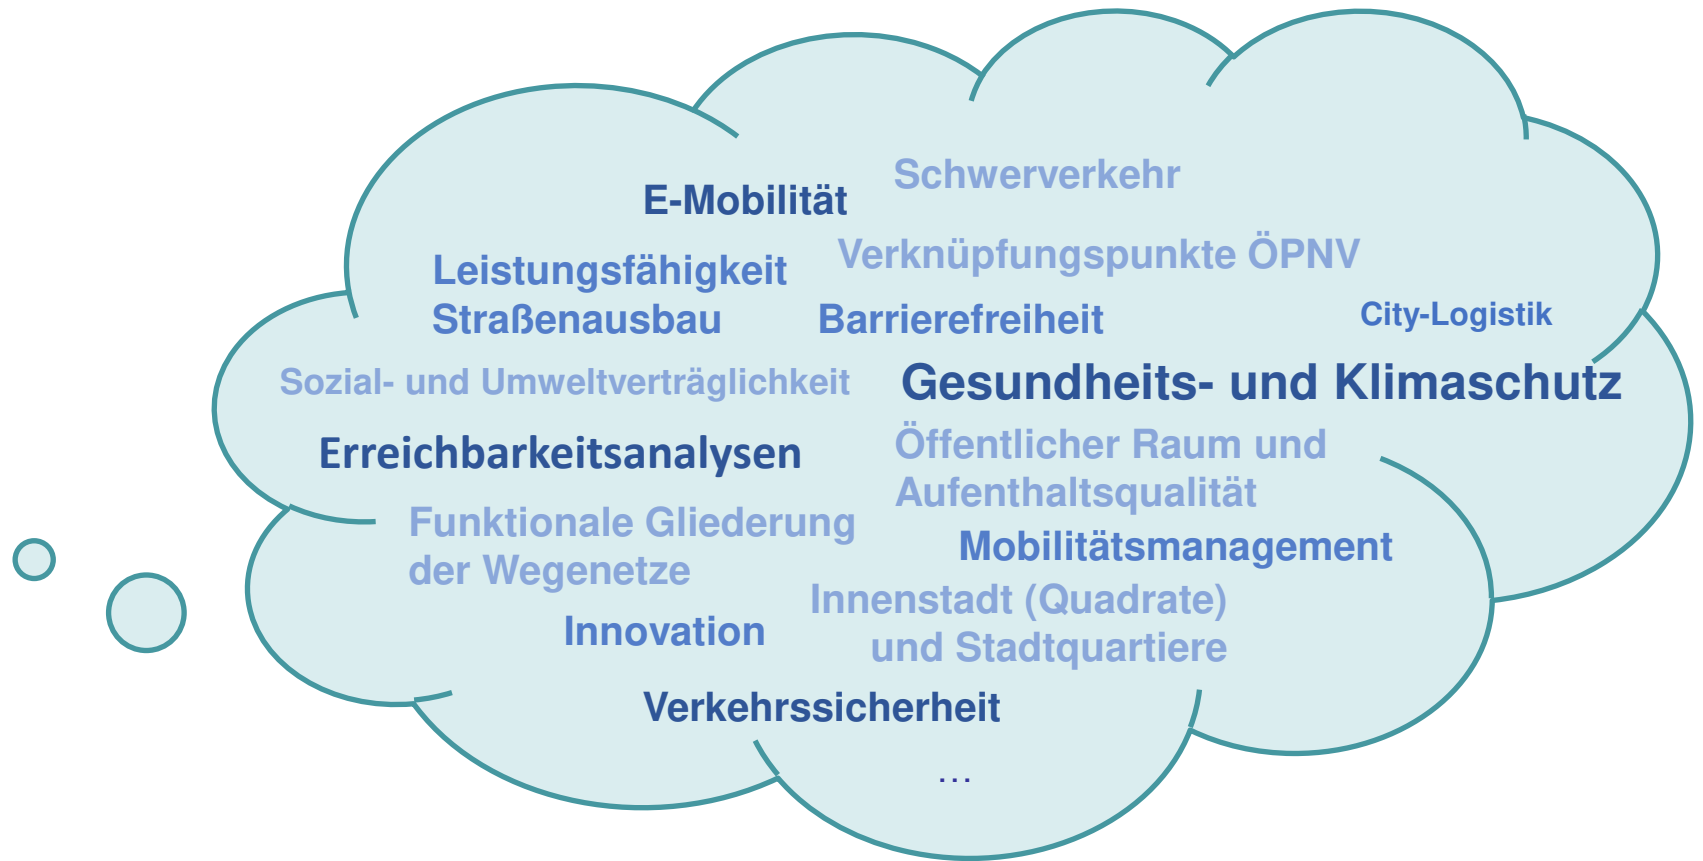 Schwerverkehr
E-Mobilität
Verknüpfungspunkte ÖPNV
Leistungsfähigkeit
Straßenausbau
Barrierefreiheit
City-Logistik
Sozial- und Umweltverträglichkeit
Gesundheits- und Klimaschutz
Erreichbarkeitsanalysen
Öffentlicher Raum und
Aufenthaltsqualität
Funktionale Gliederung
der Wegenetze
Mobilitätsmanagement
Innenstadt (Quadrate)
und Stadtquartiere
Innovation
Verkehrssicherheit
...